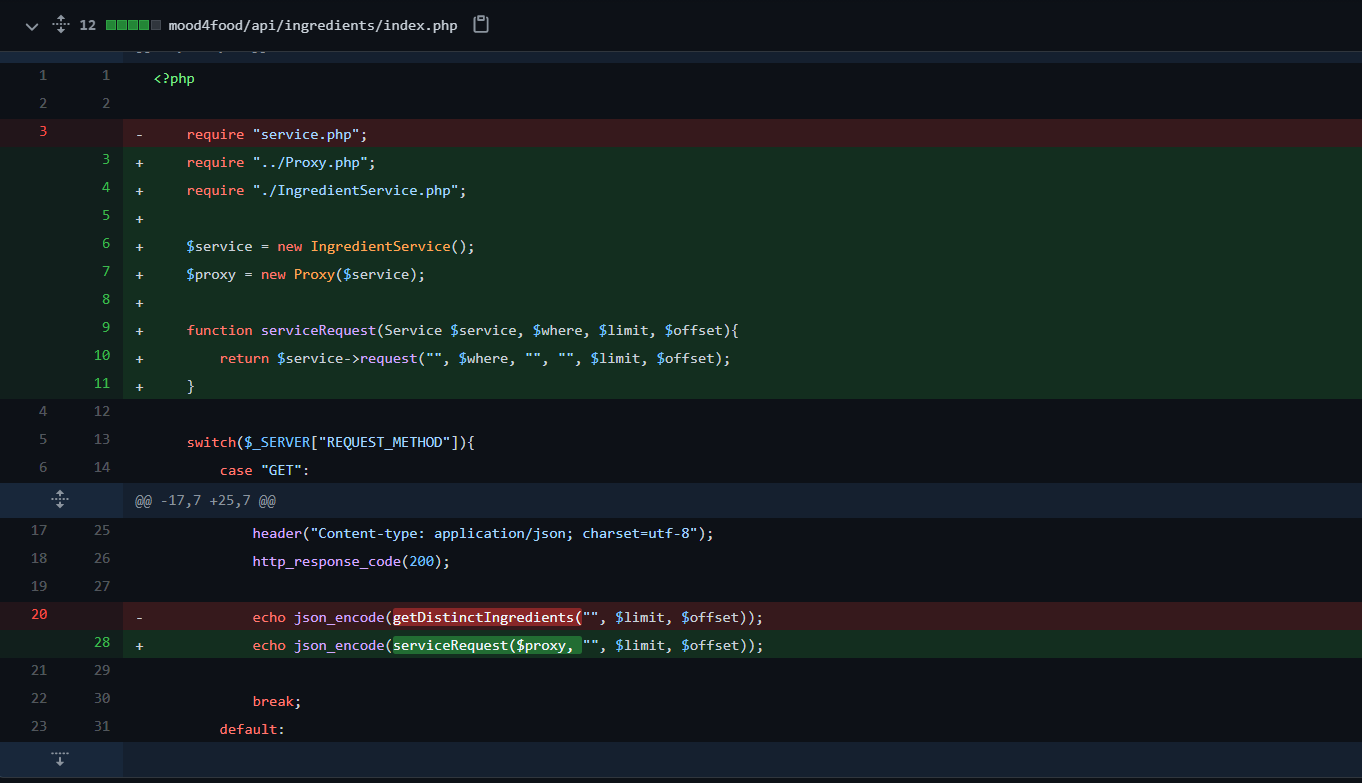 12 mood4food/api/ingredients/index.php
1 1 <?php
2 2
3 - require "service.php";
3 + require "../Proxy.php";
4 + require "./IngredientService.php";
5 +
6 + $service = new IngredientService();
7 + $proxy = new Proxy($service);
8 +
9 + function serviceRequest(Service $service, $where, $limit, $offset){
10 + return $service->request("", $where, "", "", $limit, $offset);
11 + }
4 12
5 13 switch($_SERVER["REQUEST_METHOD"]){
6 14 case "GET":
@@ -17,7 +25,7 @@
17 25 header("Content-type: application/json; charset=utf-8");
18 26 http_response_code(200);
19 27
20 - echo json_encode(getDistinctIngredients("", $limit, $offset));
28 + echo json_encode(serviceRequest($proxy, "", $limit, $offset));
21 29
22 30 break;
23 31 default: